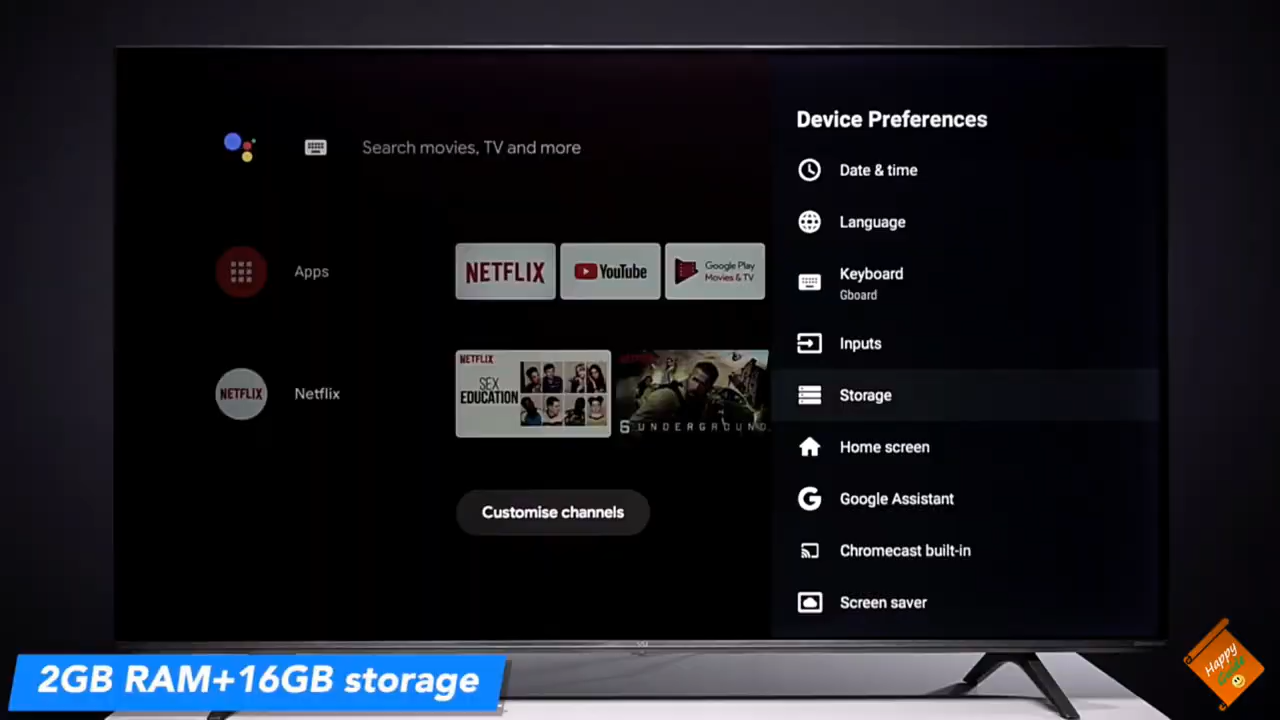 Search movies, TV and more
Apps
NETFLIX
YouTube
Google Play
Movies & TV
NETFLIX
Netflix
NETFLIX
SEX
EDUCATION
6 UNDERGROUND
Customise channels
Device Preferences
Date & time
Language
Keyboard
Gboard
Inputs
Storage
Home screen
Google Assistant
Chromecast built-in
Screen saver
2GB RAM+16GB storage
Happy
Guide